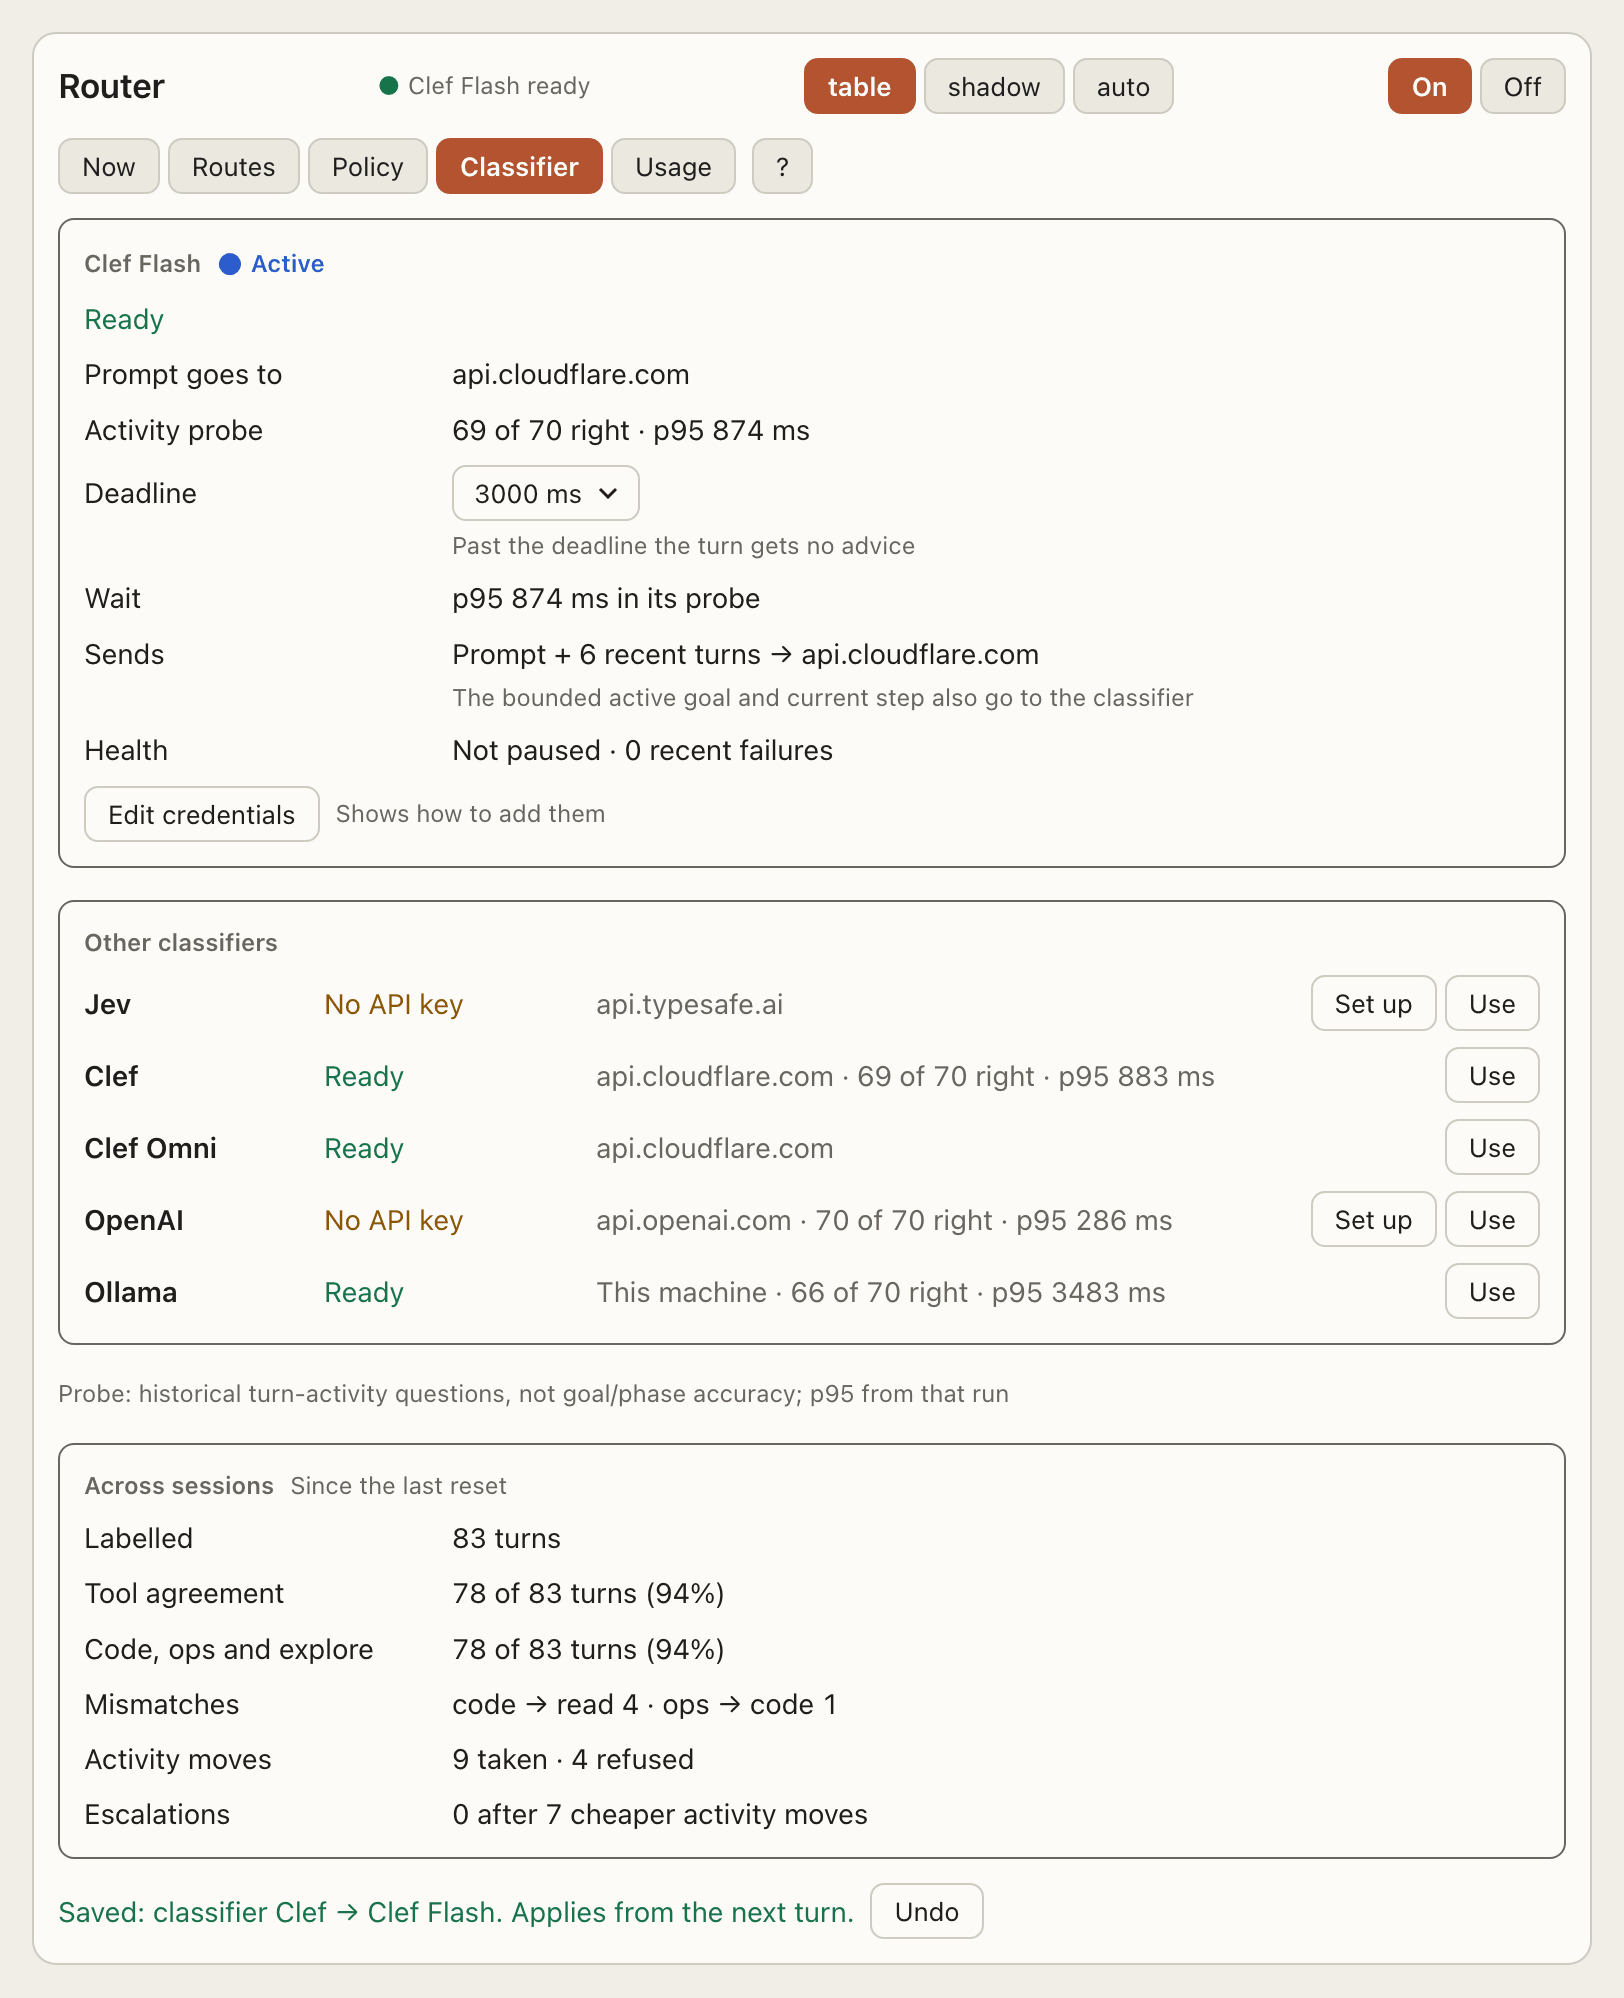 Router Clef Flash ready table shadow auto On Off
Now Routes Policy Classifier Usage ?
Clef Flash Active
Ready
Prompt goes to api.cloudflare.com
Activity probe 69 of 70 right · p95 874 ms
Deadline 3000 ms
Past the deadline the turn gets no advice
Wait p95 874 ms in its probe
Sends Prompt + 6 recent turns → api.cloudflare.com
The bounded active goal and current step also go to the classifier
Health Not paused · 0 recent failures
Edit credentials Shows how to add them
Other classifiers
Jev No API key api.typesafe.ai Set up Use
Clef Ready api.cloudflare.com · 69 of 70 right · p95 883 ms Use
Clef Omni Ready api.cloudflare.com Use
OpenAI No API key api.openai.com · 70 of 70 right · p95 286 ms Set up Use
Ollama Ready This machine · 66 of 70 right · p95 3483 ms Use
Probe: historical turn-activity questions, not goal/phase accuracy; p95 from that run
Across sessions Since the last reset
Labelled 83 turns
Tool agreement 78 of 83 turns (94%)
Code, ops and explore 78 of 83 turns (94%)
Mismatches code → read 4 · ops → code 1
Activity moves 9 taken · 4 refused
Escalations 0 after 7 cheaper activity moves
Saved: classifier Clef → Clef Flash. Applies from the next turn. Undo